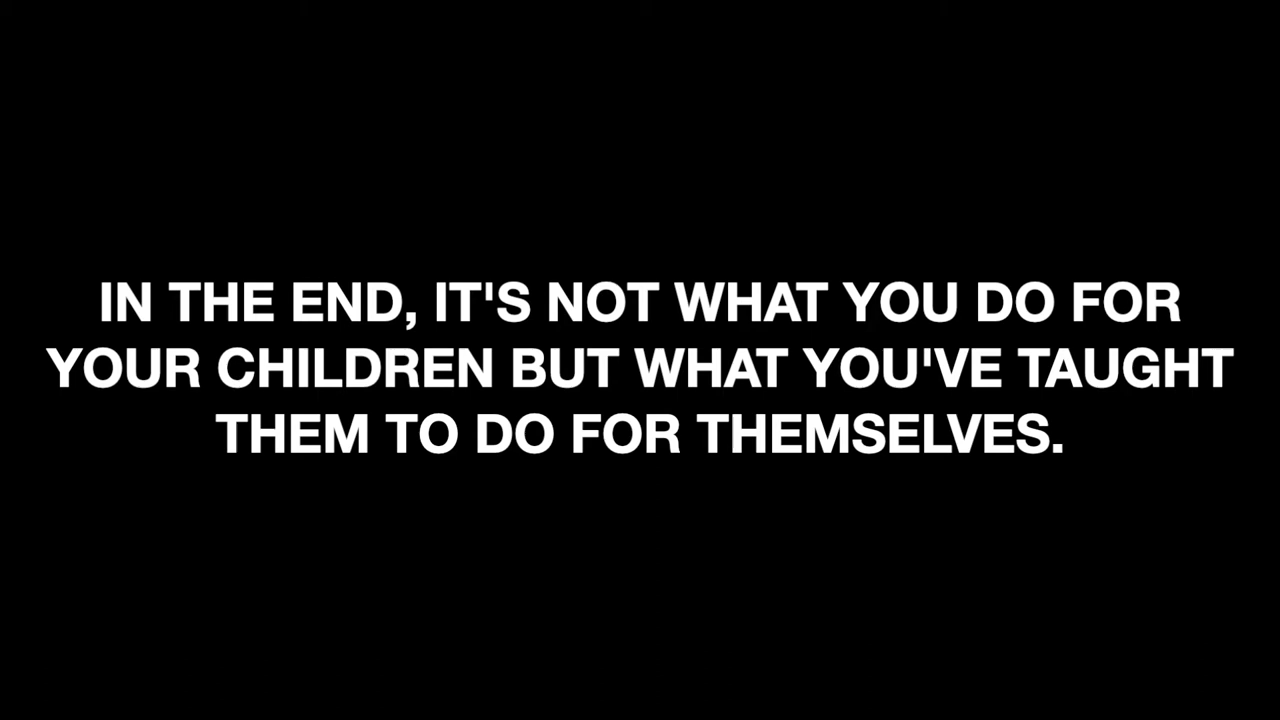 IN THE END, IT'S NOT WHAT YOU DO FOR
YOUR CHILDREN BUT WHAT YOU'VE TAUGHT
THEM TO DO FOR THEMSELVES.